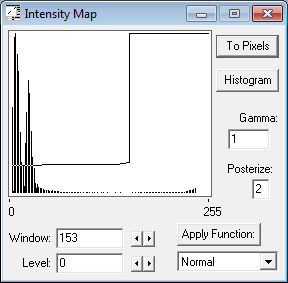 Intensity Map
To Pixels
Histogram
Gamma:
1
Posterize:
2
0 255
Window: 153
Apply Function:
Level: 0
Normal